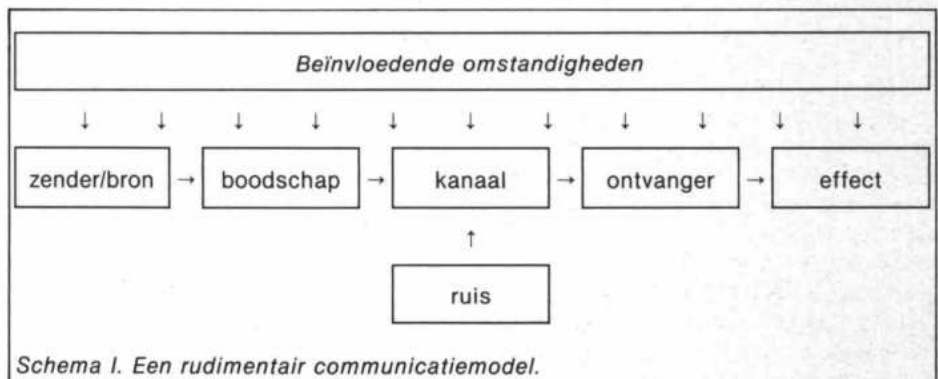 Beïnvloedende omstandigheden
↓ ↓ ↓ ↓ ↓ ↓ ↓ ↓ ↓ ↓ ↓
zender/bron → boodschap → kanaal → ontvanger → effect
↑
ruis
Schema I. Een rudimentair communicatiemodel.